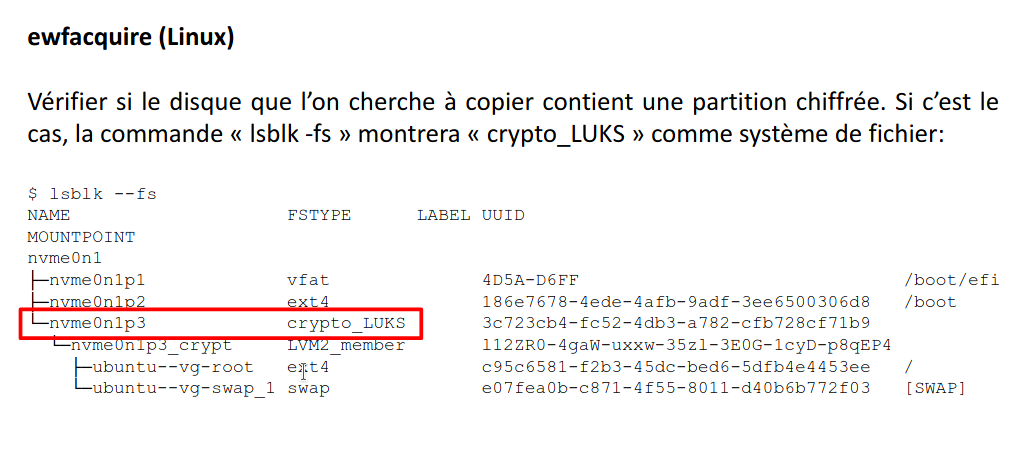 ewfacquire (Linux)
Vérifier si le disque que l’on cherche à copier contient une partition chiffrée. Si c’est le
cas, la commande « lsblk -fs » montrera « crypto_LUKS » comme système de fichier:
$ lsblk --fs
NAME FSTYPE LABEL UUID
MOUNTPOINT
nvme0n1
├─nvme0n1p1 vfat 4D5A-D6FF /boot/efi
├─nvme0n1p2 ext4 186e7678-4ede-4afb-9adf-3ee6500306d8 /boot
└─nvme0n1p3 crypto_LUKS 3c723cb4-fc52-4db3-a782-cfb728cf71b9
└─nvme0n1p3_crypt LVM2_member l12ZR0-4gaW-uxxw-35zl-3E0G-1cyD-p8qEP4
├─ubuntu--vg-root ext4 c95c6581-f2b3-45dc-bed6-5dfb4e4453ee /
└─ubuntu--vg-swap_1 swap e07fea0b-c871-4f55-8011-d40b6b772f03 [SWAP]